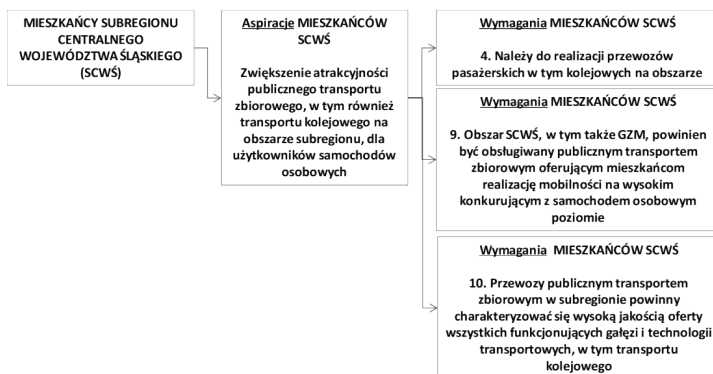 MIESZKAŃCY SUBREGIONU
CENTRALNEGO
WOJEWÓDZTWA ŚLĄSKIEGO
(SCWŚ)
Aspiracje MIESZKAŃCÓW
SCWŚ
Zwiększenie atrakcyjności
publicznego transportu
zbiorowego, w tym również
transportu kolejowego na
obszarze subregionu, dla
użytkowników samochodów
osobowych
Wymagania MIESZKAŃCÓW SCWŚ
4. Należy do realizacji przewozów
pasażerskich w tym kolejowych na obszarze
Wymagania MIESZKAŃCÓW SCWŚ
9. Obszar SCWŚ, w tym także GZM, powinien
być obsługiwany publicznym transportem
zbiorowym oferującym mieszkańcom
realizację mobilności na wysokim
konkurującym z samochodem osobowym
poziomie
Wymagania MIESZKAŃCÓW SCWŚ
10. Przewozy publicznym transportem
zbiorowym w subregionie powinny
charakteryzować się wysoką jakością oferty
wszystkich funkcjonujących gałęzi i technologii
transportowych, w tym transportu
kolejowego